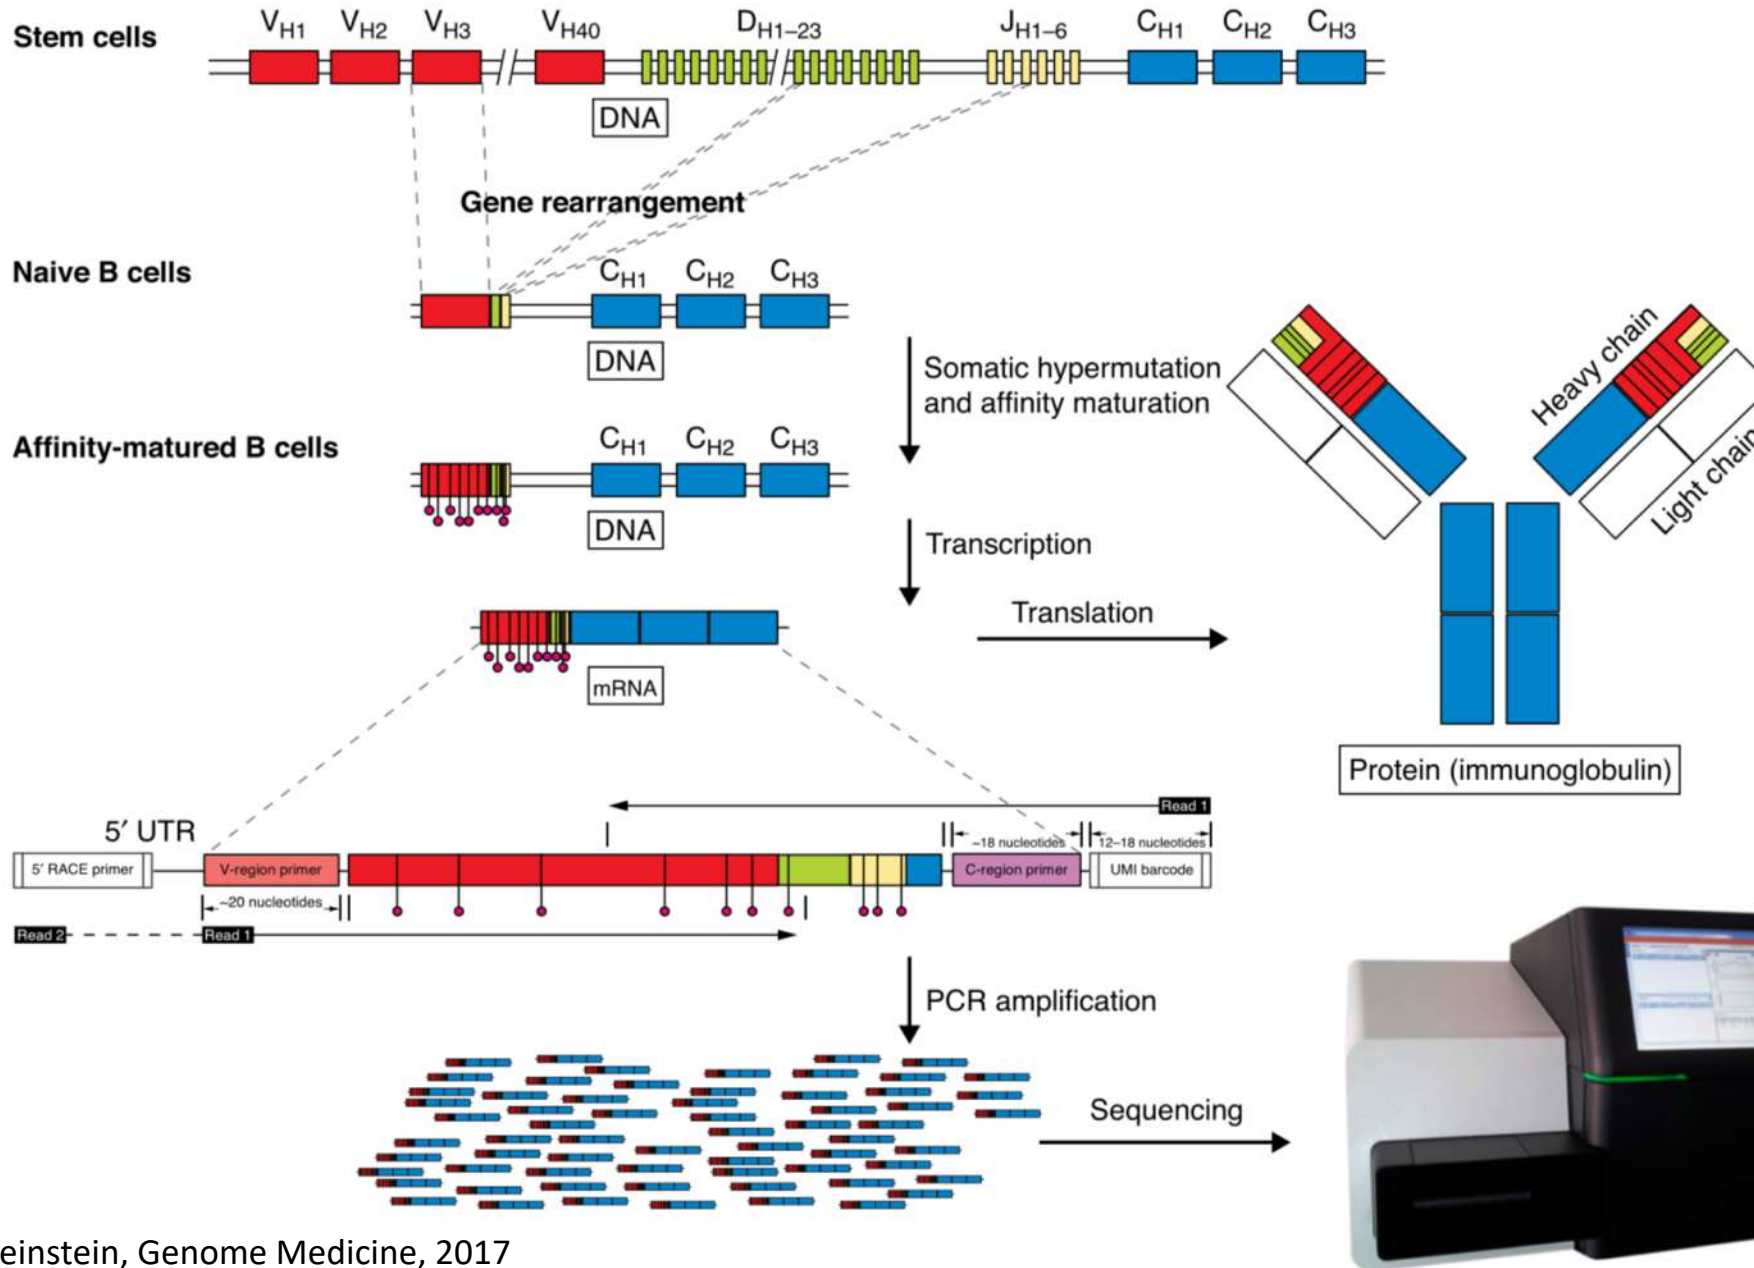 Stem cells
VH1 VH2 VH3 VH40 DH1–23 JH1–6 CH1 CH2 CH3
DNA
Gene rearrangement
Naive B cells
CH1 CH2 CH3
DNA
Somatic hypermutation
and affinity maturation
Affinity-matured B cells
CH1 CH2 CH3
DNA
Transcription
Translation
mRNA
Heavy chain
Light chain
Protein (immunoglobulin)
Read 1
5′ UTR
~18 nucleotides 12–18 nucleotides
5′ RACE primer V-region primer C-region primer UMI barcode
~20 nucleotides
Read 2 Read 1
PCR amplification
Sequencing
einstein, Genome Medicine, 2017